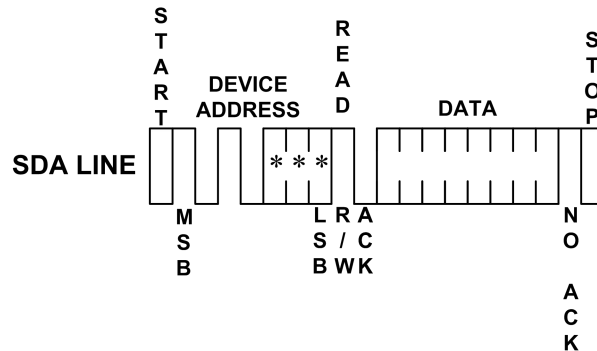 START
DEVICE
ADDRESS
READ
DATA
STOP
SDA LINE
* * *
MSB
LSB
R/W
ACK
NO ACK